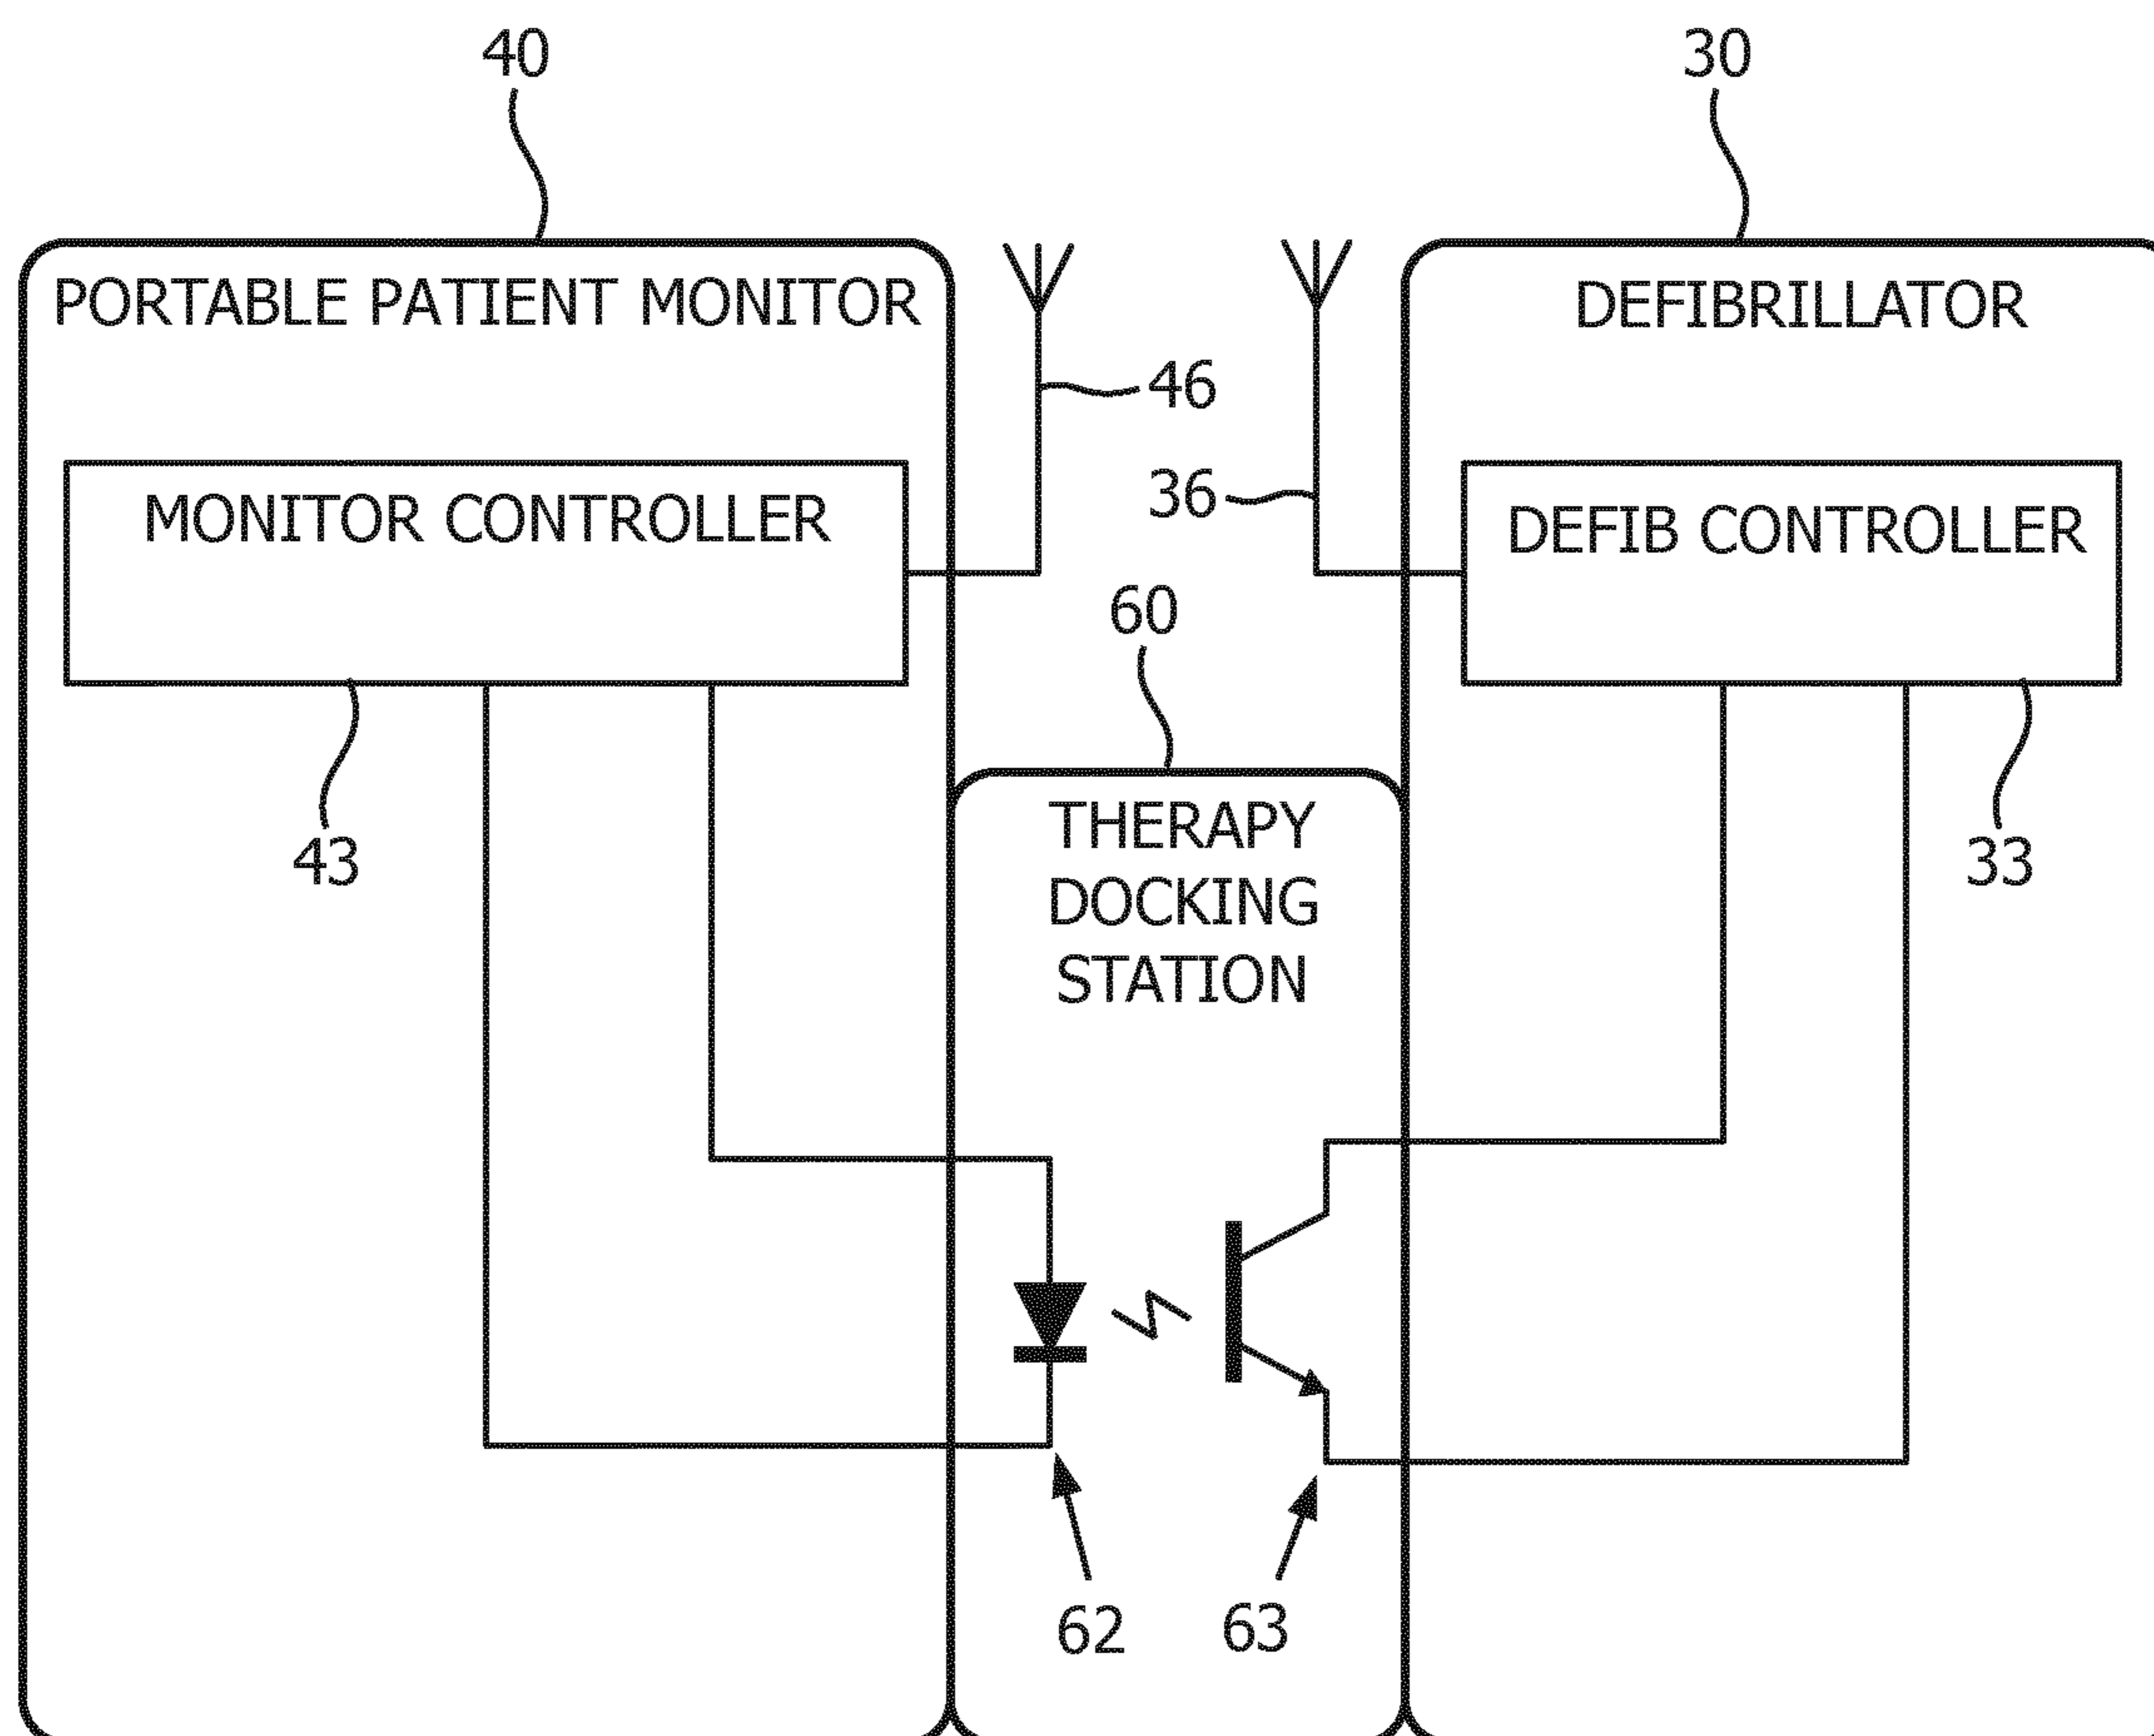 40
30
PORTABLE PATIENT MONITOR
DEFIBRILLATOR
46
36
MONITOR CONTROLLER
DEFIB CONTROLLER
60
43
33
THERAPY
DOCKING
STATION
62
63